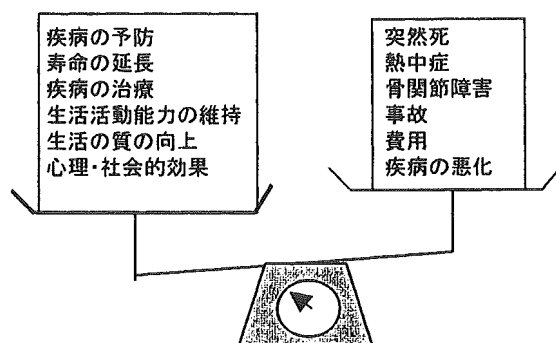 疾病の予防
寿命の延長
疾病の治療
生活活動能力の維持
生活の質の向上
心理・社会的効果
突然死
熱中症
骨関節障害
事故
費用
疾病の悪化